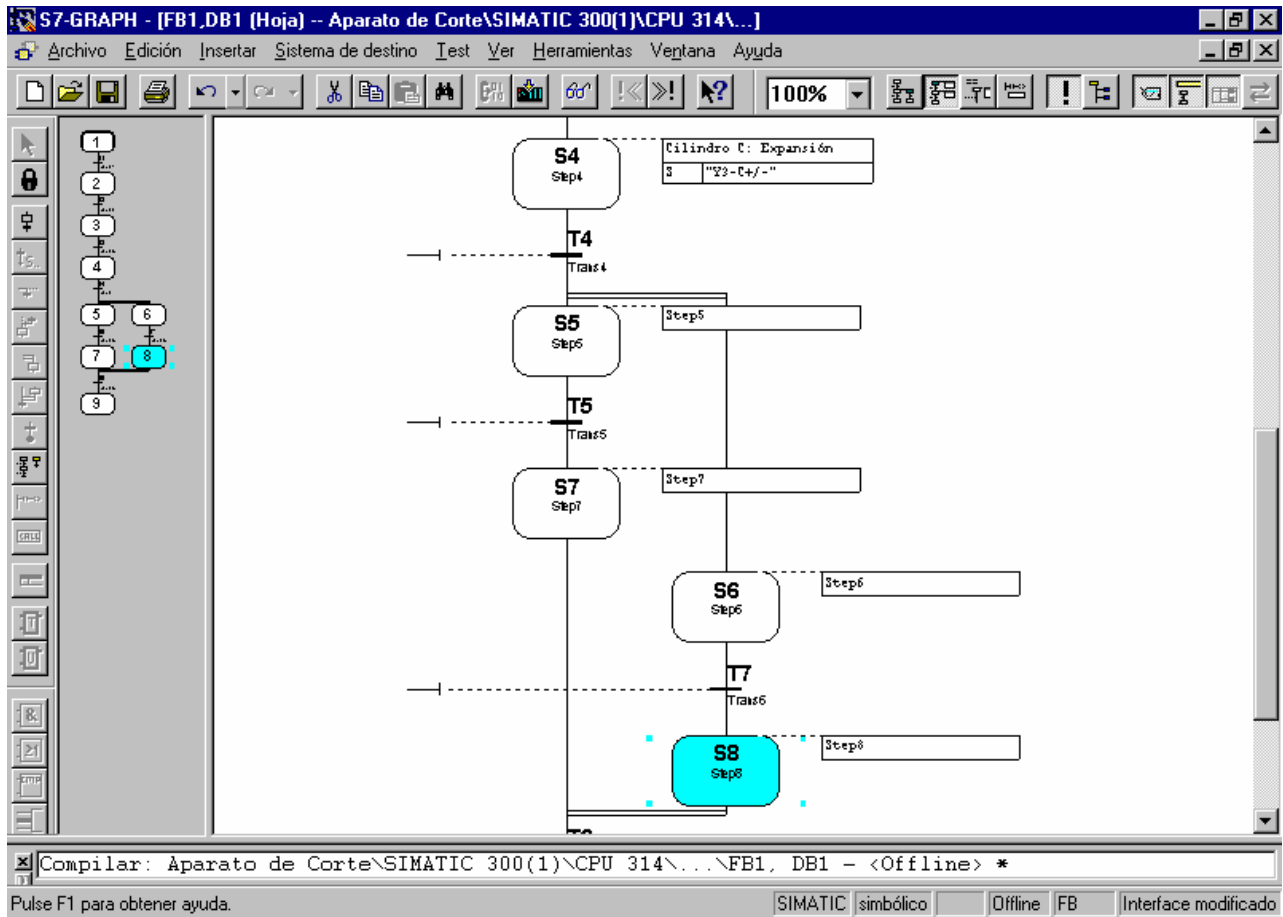 S7-GRAPH - [FB1,DB1 (Hoja) -- Aparato de Corte\SIMATIC 300(1)\CPU 314\...]
Archivo Edición Insertar Sistema de destino Test Ver Herramientas Ventana Ayuda
100%
1
2
3
4
5 6
7 8
9
S4
Step4
Cilindro C: Expansión
S "Y3-C+/-"
T4
Trans4
S5
Step5
Step5
T5
Trans5
S7
Step7
Step7
S6
Step6
Step6
T7
Trans6
S8
Step8
Step8
CALL
CMP
Compilar: Aparato de Corte\SIMATIC 300(1)\CPU 314\...\FB1, DB1 - <Offline> *
Pulse F1 para obtener ayuda. SIMATIC simbólico Offline FB Interface modificado